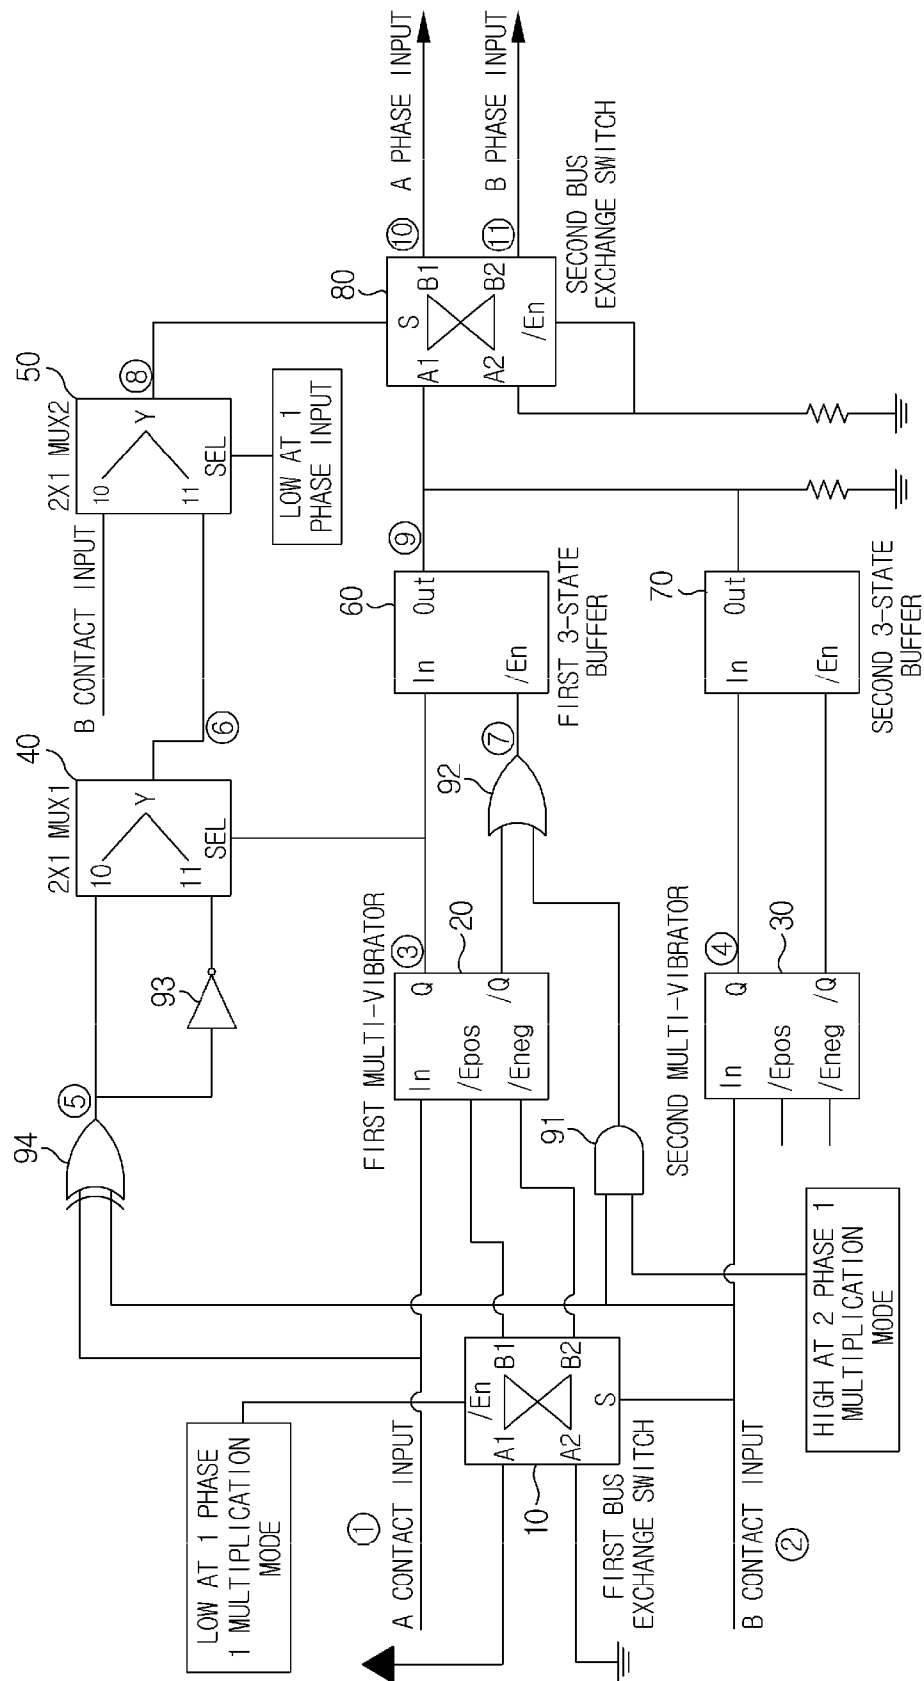 LOW AT 1 PHASE
1 MULTIPLICATION
MODE
①
A CONTACT INPUT
10
/En
A1
B1
A2
B2
S
FIRST BUS
EXCHANGE SWITCH
B CONTACT INPUT
②
HIGH AT 2 PHASE 1
MULTIPLICATION
MODE
94
⑤
93
91
FIRST MULTI-VIBRATOR
20
③
In
Q
/Epos
/Eneg
/Q
SECOND MULTI-VIBRATOR
30
④
In
Q
/Epos
/Eneg
/Q
2X1 MUX1
40
10
11
Y
SEL
⑥
92
⑦
B CONTACT INPUT
2X1 MUX2
50
10
11
Y
SEL
⑧
LOW AT 1
PHASE INPUT
60
In
Out
/En
FIRST 3-STATE
BUFFER
⑨
70
In
Out
/En
SECOND 3-STATE
BUFFER
80
S
A1
B1
A2
B2
/En
SECOND BUS
EXCHANGE SWITCH
⑩
A PHASE INPUT
⑪
B PHASE INPUT